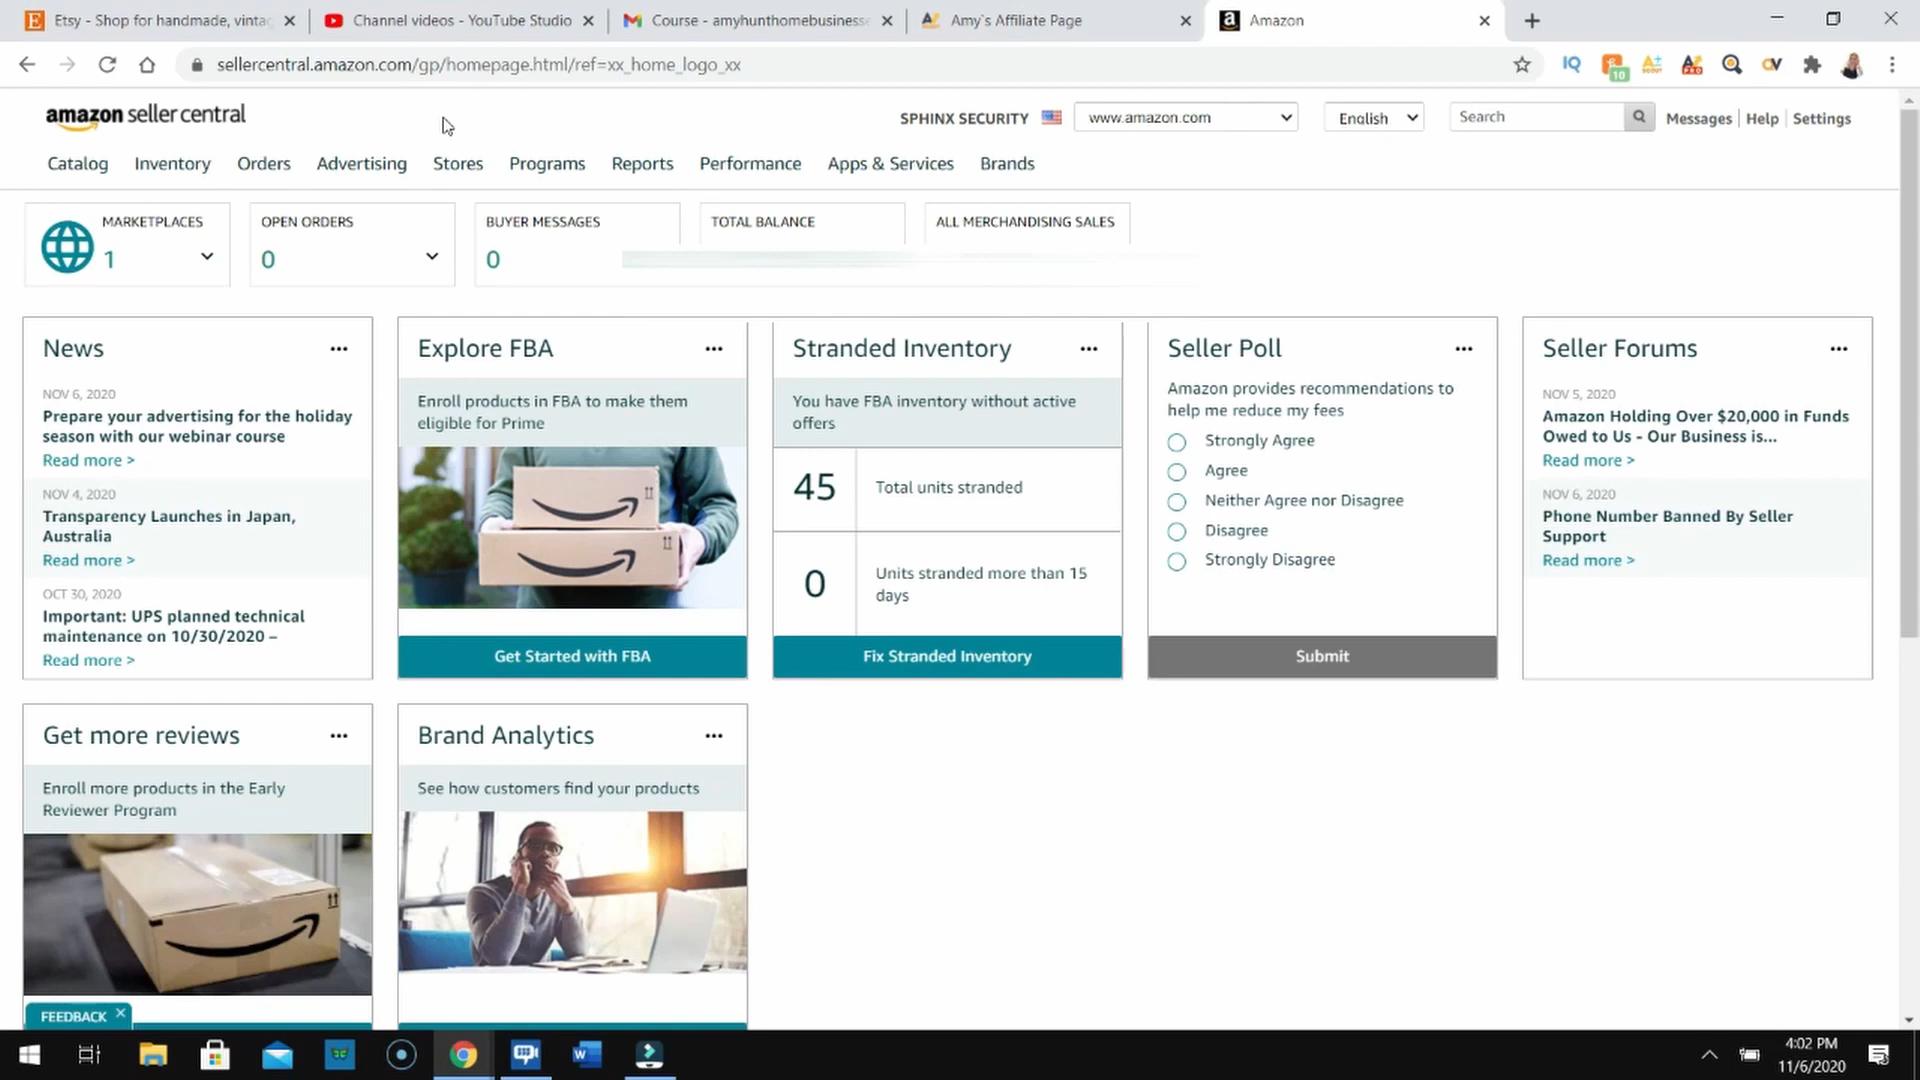 Etsy - Shop for handmade, vintag
Channel videos - YouTube Studio
Course - amyhunthomebusiness
Amy`s Affiliate Page
Amazon
sellercentral.amazon.com/gp/homepage.html/ref=xx_home_logo_xx
IQ
10
amazon seller central
SPHINX SECURITY
www.amazon.com
English
Search
Messages
Help
Settings
Catalog
Inventory
Orders
Advertising
Stores
Programs
Reports
Performance
Apps & Services
Brands
MARKETPLACES
1
OPEN ORDERS
0
BUYER MESSAGES
0
TOTAL BALANCE
ALL MERCHANDISING SALES
News
NOV 6, 2020
Prepare your advertising for the holiday
season with our webinar course
Read more >
NOV 4, 2020
Transparency Launches in Japan,
Australia
Read more >
OCT 30, 2020
Important: UPS planned technical
maintenance on 10/30/2020 –
Read more >
Explore FBA
Enroll products in FBA to make them
eligible for Prime
Get Started with FBA
Stranded Inventory
You have FBA inventory without active
offers
45
Total units stranded
0
Units stranded more than 15
days
Fix Stranded Inventory
Seller Poll
Amazon provides recommendations to
help me reduce my fees
Strongly Agree
Agree
Neither Agree nor Disagree
Disagree
Strongly Disagree
Submit
Seller Forums
NOV 5, 2020
Amazon Holding Over $20,000 in Funds
Owed to Us - Our Business is...
Read more >
NOV 6, 2020
Phone Number Banned By Seller
Support
Read more >
Get more reviews
Enroll more products in the Early
Reviewer Program
Brand Analytics
See how customers find your products
FEEDBACK
4:02 PM
11/6/2020